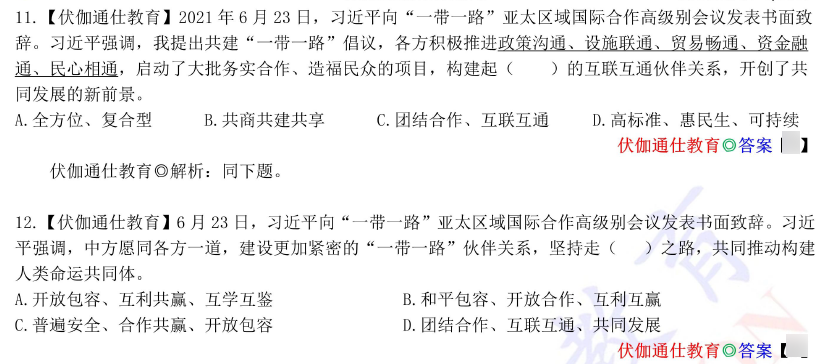 11.【伏伽通仕教育】2021 年 6 月 23 日，习近平向“一带一路”亚太区域国际合作高级别会议发表书面致
辞。习近平强调，我提出共建“一带一路”倡议，各方积极推进政策沟通、设施联通、贸易畅通、资金融
通、民心相通，启动了大批务实合作、造福民众的项目，构建起（　　）的互联互通伙伴关系，开创了共
同发展的新前景。
A.全方位、复合型　　B.共商共建共享　　C.团结合作、互联互通　　D.高标准、惠民生、可持续
伏伽通仕教育◎答案【　】
伏伽通仕教育◎解析：同下题。
12.【伏伽通仕教育】6 月 23 日，习近平向“一带一路”亚太区域国际合作高级别会议发表书面致辞。习近
平强调，中方愿同各方一道，建设更加紧密的“一带一路”伙伴关系，坚持走（　　）之路，共同推动构建
人类命运共同体。
A.开放包容、互利共赢、互学互鉴　　B.和平包容、开放合作、互利互赢
C.普遍安全、合作共赢、开放包容　　D.团结合作、互联互通、共同发展
伏伽通仕教育◎答案【　】
教育